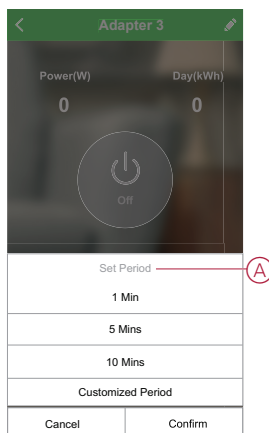 Adapter 3
Power(W) Day(kWh)
0 0
Off
Set Period A
1 Min
5 Mins
10 Mins
Customized Period
Cancel Confirm